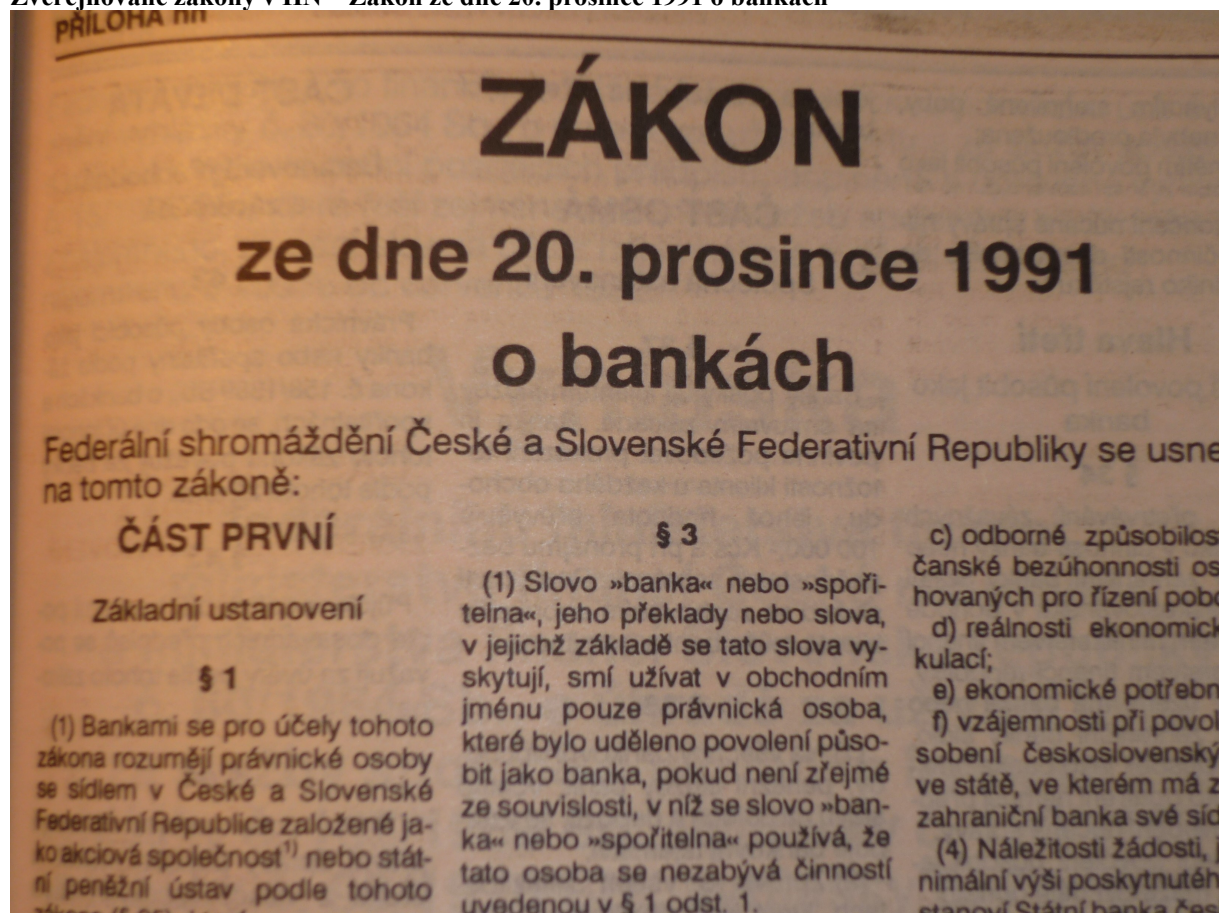 Zveřejňované zákony v HN – Zákon ze dne 20. prosince 1991 o bankách
PŘÍLOHA HN
ZÁKON
ze dne 20. prosince 1991
o bankách
Federální shromáždění České a Slovenské Federativní Republiky se usne
na tomto zákoně:
ČÁST PRVNÍ
Základní ustanovení
§ 1
(1) Bankami se pro účely tohoto
zákona rozumějí právnické osoby
se sídlem v České a Slovenské
Federativní Republice založené ja-
ko akciová společnost¹⁾ nebo stát-
ní peněžní ústav podle tohoto
§ 3
(1) Slovo »banka« nebo »spoři-
telna«, jeho překlady nebo slova,
v jejichž základě se tato slova vy-
skytují, smí užívat v obchodním
jménu pouze právnická osoba,
které bylo uděleno povolení půso-
bit jako banka, pokud není zřejmé
ze souvislosti, v níž se slovo »ban-
ka« nebo »spořitelna« používá, že
tato osoba se nezabývá činností
uvedenou v § 1 odst. 1.
c) odborné způsobilos
čanské bezúhonnosti os
hovaných pro řízení pobo
d) reálnosti ekonomick
kulací;
e) ekonomické potřebn
f) vzájemnosti při povol
sobení československý
ve státě, ve kterém má z
zahraniční banka své síd
(4) Náležitosti žádosti, j
nimální výši poskytnutéh
stanoví Státní banka čes